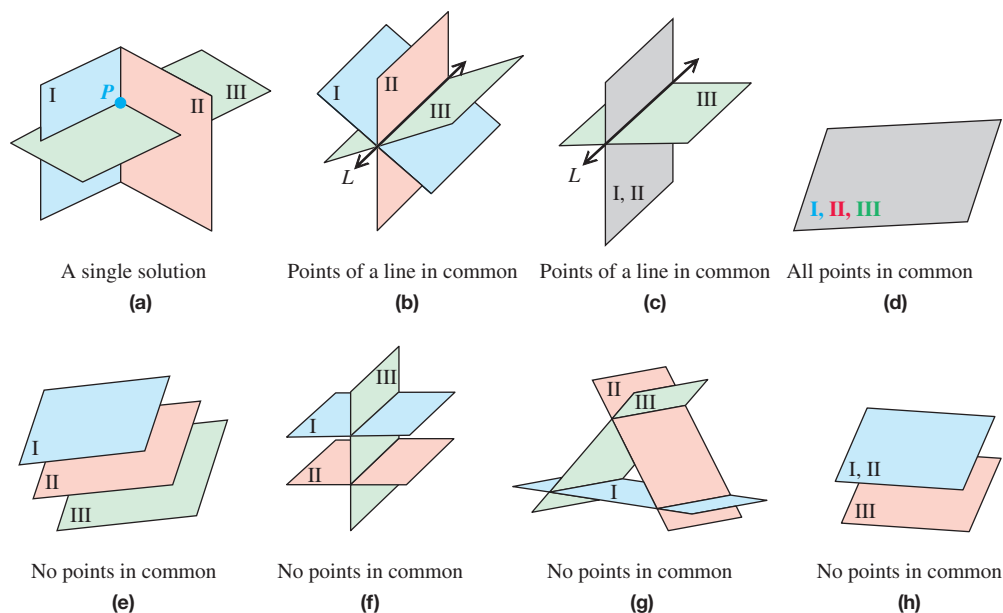 I
P
II
III
A single solution
(a)
I
II
III
L
Points of a line in common
(b)
III
L
I, II
Points of a line in common
(c)
I, II, III
All points in common
(d)
I
II
III
No points in common
(e)
III
I
II
No points in common
(f)
II
III
I
No points in common
(g)
I, II
III
No points in common
(h)